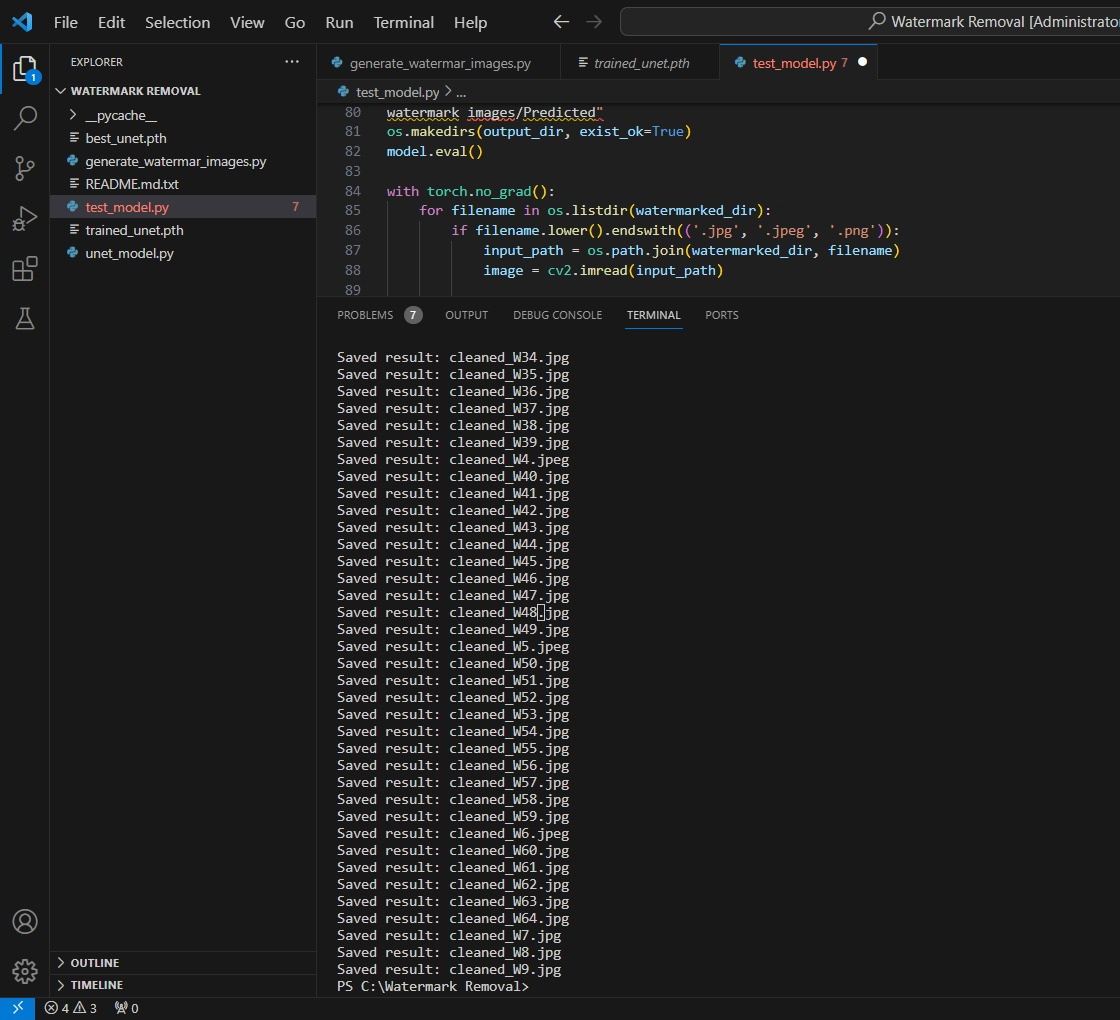 File Edit Selection View Go Run Terminal Help
Watermark Removal [Administrato
EXPLORER
WATERMARK REMOVAL
__pycache__
best_unet.pth
generate_watermar_images.py
README.md.txt
test_model.py 7
trained_unet.pth
unet_model.py
OUTLINE
TIMELINE
1
generate_watermar_images.py trained_unet.pth test_model.py 7
test_model.py > ...
80 watermark images/Predicted"
81 os.makedirs(output_dir, exist_ok=True)
82 model.eval()
83
84 with torch.no_grad():
85 for filename in os.listdir(watermarked_dir):
86 if filename.lower().endswith(('.jpg', '.jpeg', '.png')):
87 input_path = os.path.join(watermarked_dir, filename)
88 image = cv2.imread(input_path)
89
PROBLEMS 7 OUTPUT DEBUG CONSOLE TERMINAL PORTS
Saved result: cleaned_W34.jpg
Saved result: cleaned_W35.jpg
Saved result: cleaned_W36.jpg
Saved result: cleaned_W37.jpg
Saved result: cleaned_W38.jpg
Saved result: cleaned_W39.jpg
Saved result: cleaned_W4.jpeg
Saved result: cleaned_W40.jpg
Saved result: cleaned_W41.jpg
Saved result: cleaned_W42.jpg
Saved result: cleaned_W43.jpg
Saved result: cleaned_W44.jpg
Saved result: cleaned_W45.jpg
Saved result: cleaned_W46.jpg
Saved result: cleaned_W47.jpg
Saved result: cleaned_W48.jpg
Saved result: cleaned_W49.jpg
Saved result: cleaned_W5.jpeg
Saved result: cleaned_W50.jpg
Saved result: cleaned_W51.jpg
Saved result: cleaned_W52.jpg
Saved result: cleaned_W53.jpg
Saved result: cleaned_W54.jpg
Saved result: cleaned_W55.jpg
Saved result: cleaned_W56.jpg
Saved result: cleaned_W57.jpg
Saved result: cleaned_W58.jpg
Saved result: cleaned_W59.jpg
Saved result: cleaned_W6.jpeg
Saved result: cleaned_W60.jpg
Saved result: cleaned_W61.jpg
Saved result: cleaned_W62.jpg
Saved result: cleaned_W63.jpg
Saved result: cleaned_W64.jpg
Saved result: cleaned_W7.jpg
Saved result: cleaned_W8.jpg
Saved result: cleaned_W9.jpg
PS C:\Watermark Removal>
4 3 0